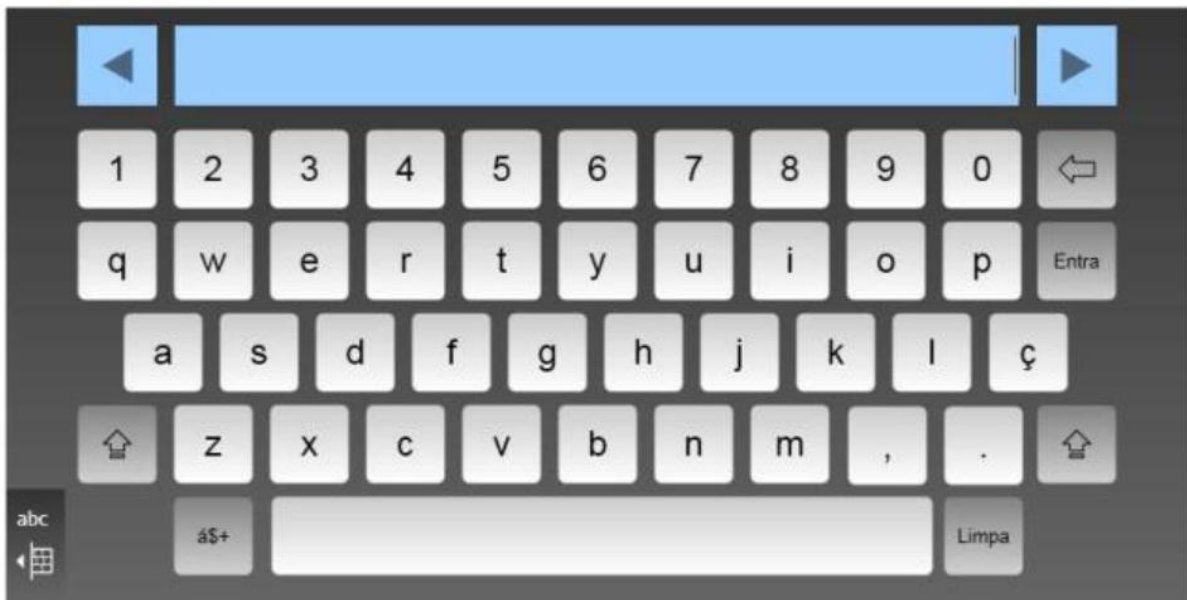 1 2 3 4 5 6 7 8 9 0
q w e r t y u i o p Entra
a s d f g h j k l ç
z x c v b n m , .
abc
á$+ Limpa